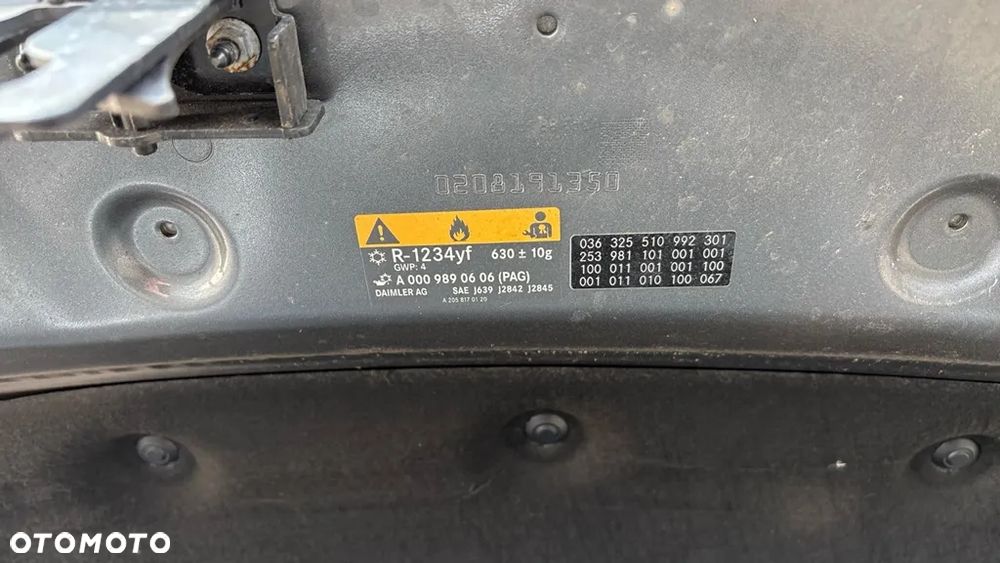 0208191350
R-1234yf 630 ± 10g
GWP: 4
A 000 989 06 06 (PAG)
DAIMLER AG SAE J639 J2842 J2845
A 205 817 01 20
036 325 510 992 301
253 981 101 001 001
100 011 001 001 100
001 011 010 100 067
OTOMOTO